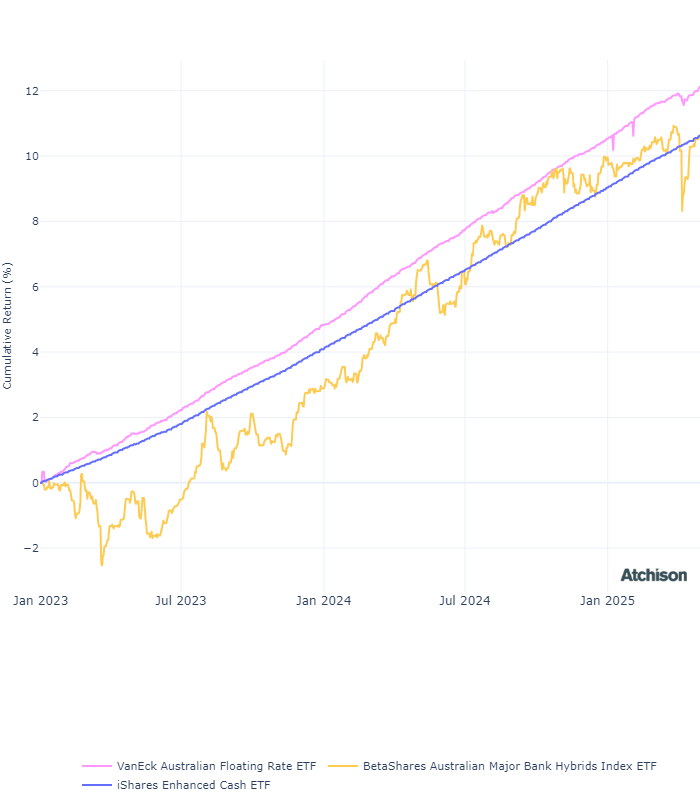 Cumulative Return (%)
12
10
8
6
4
2
0
−2
Atchison
Jan 2023 Jul 2023 Jan 2024 Jul 2024 Jan 2025
VanEck Australian Floating Rate ETF BetaShares Australian Major Bank Hybrids Index ETF
iShares Enhanced Cash ETF